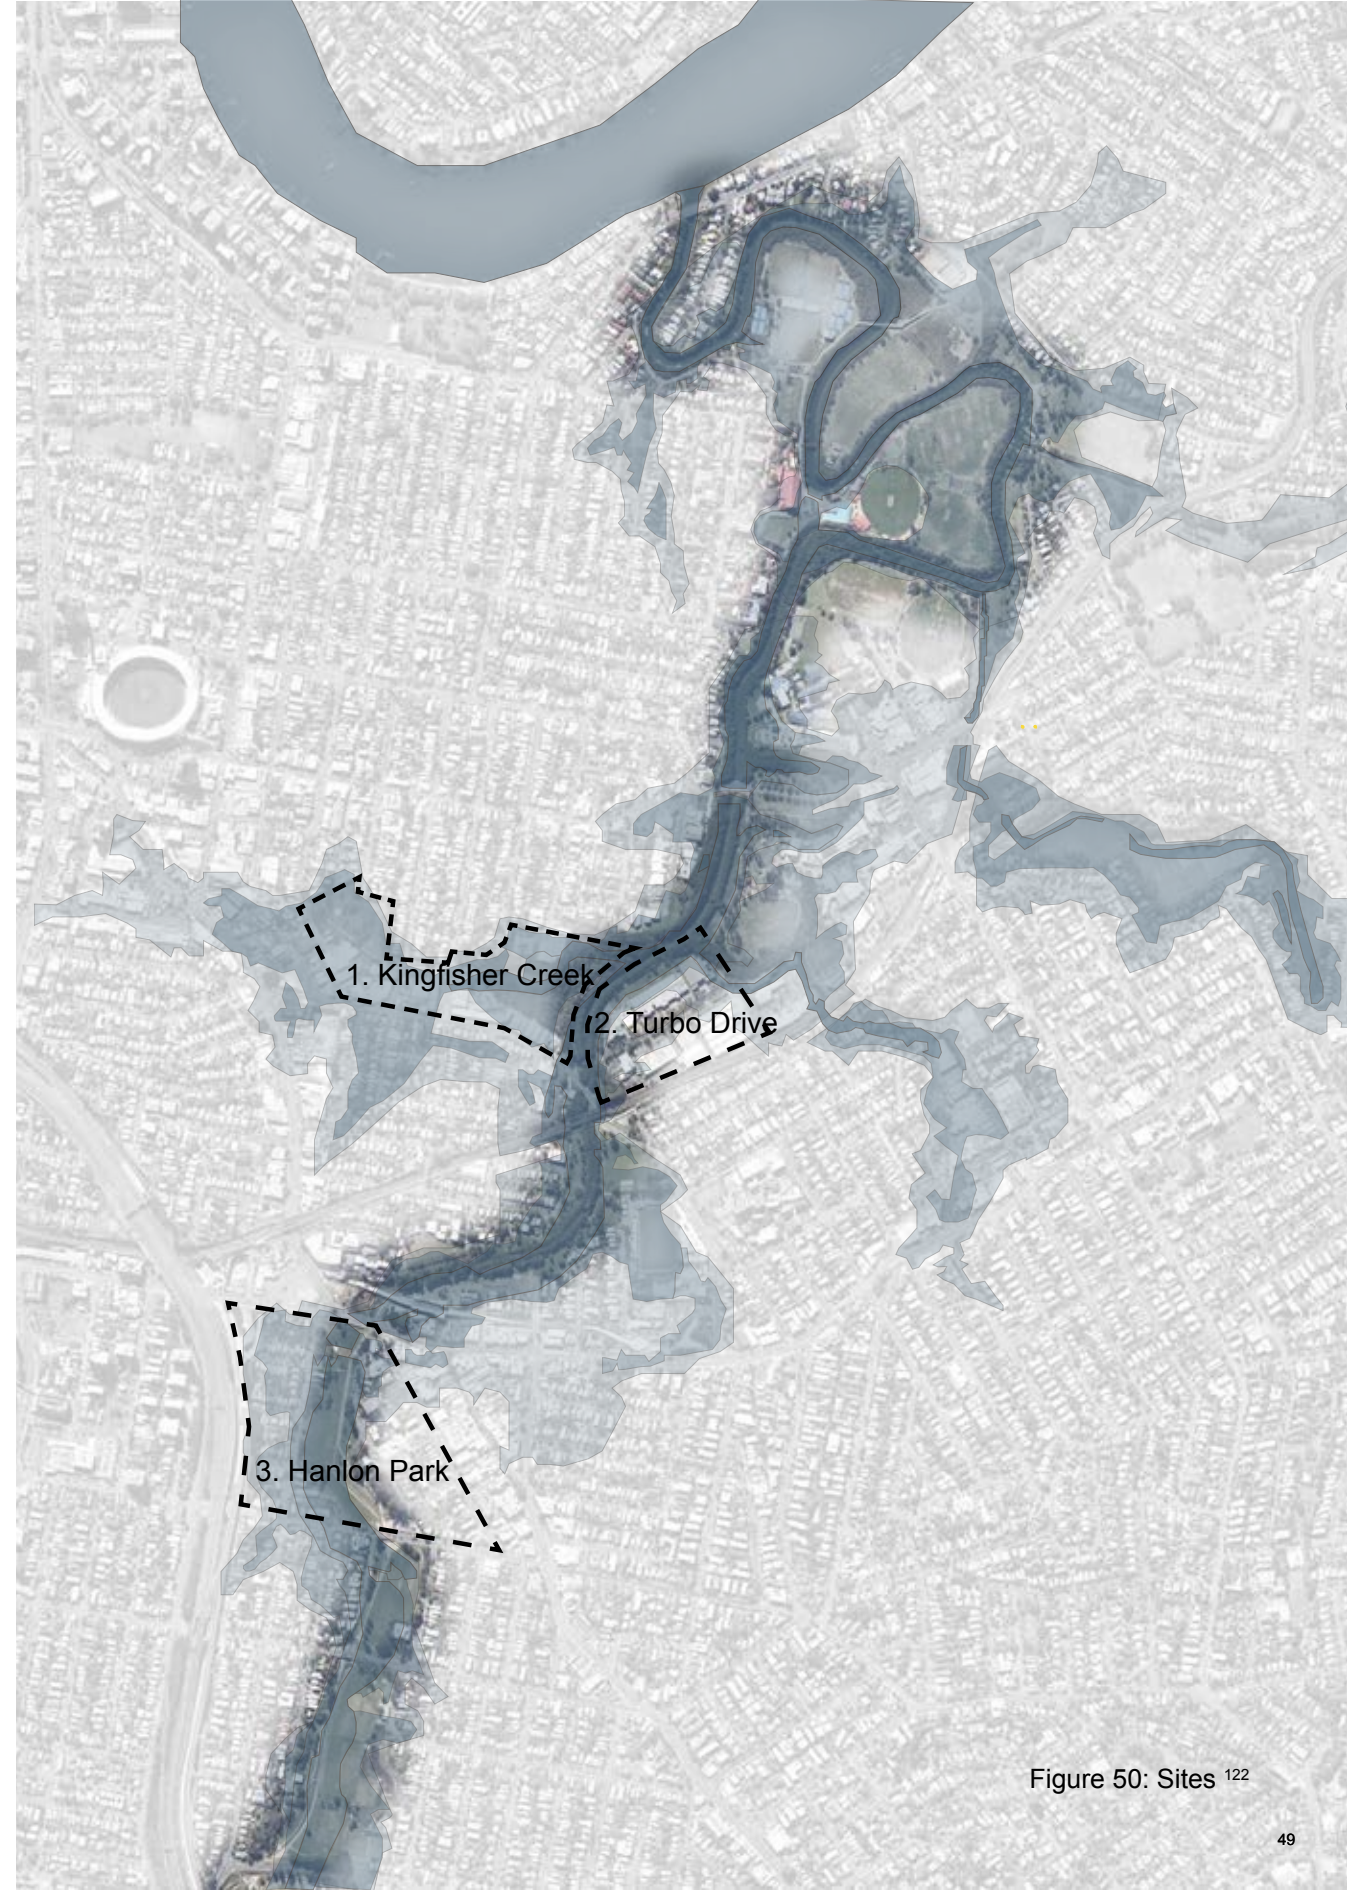 1. Kingfisher Creek
2. Turbo Drive
3. Hanlon Park
Figure 50: Sites 122
49